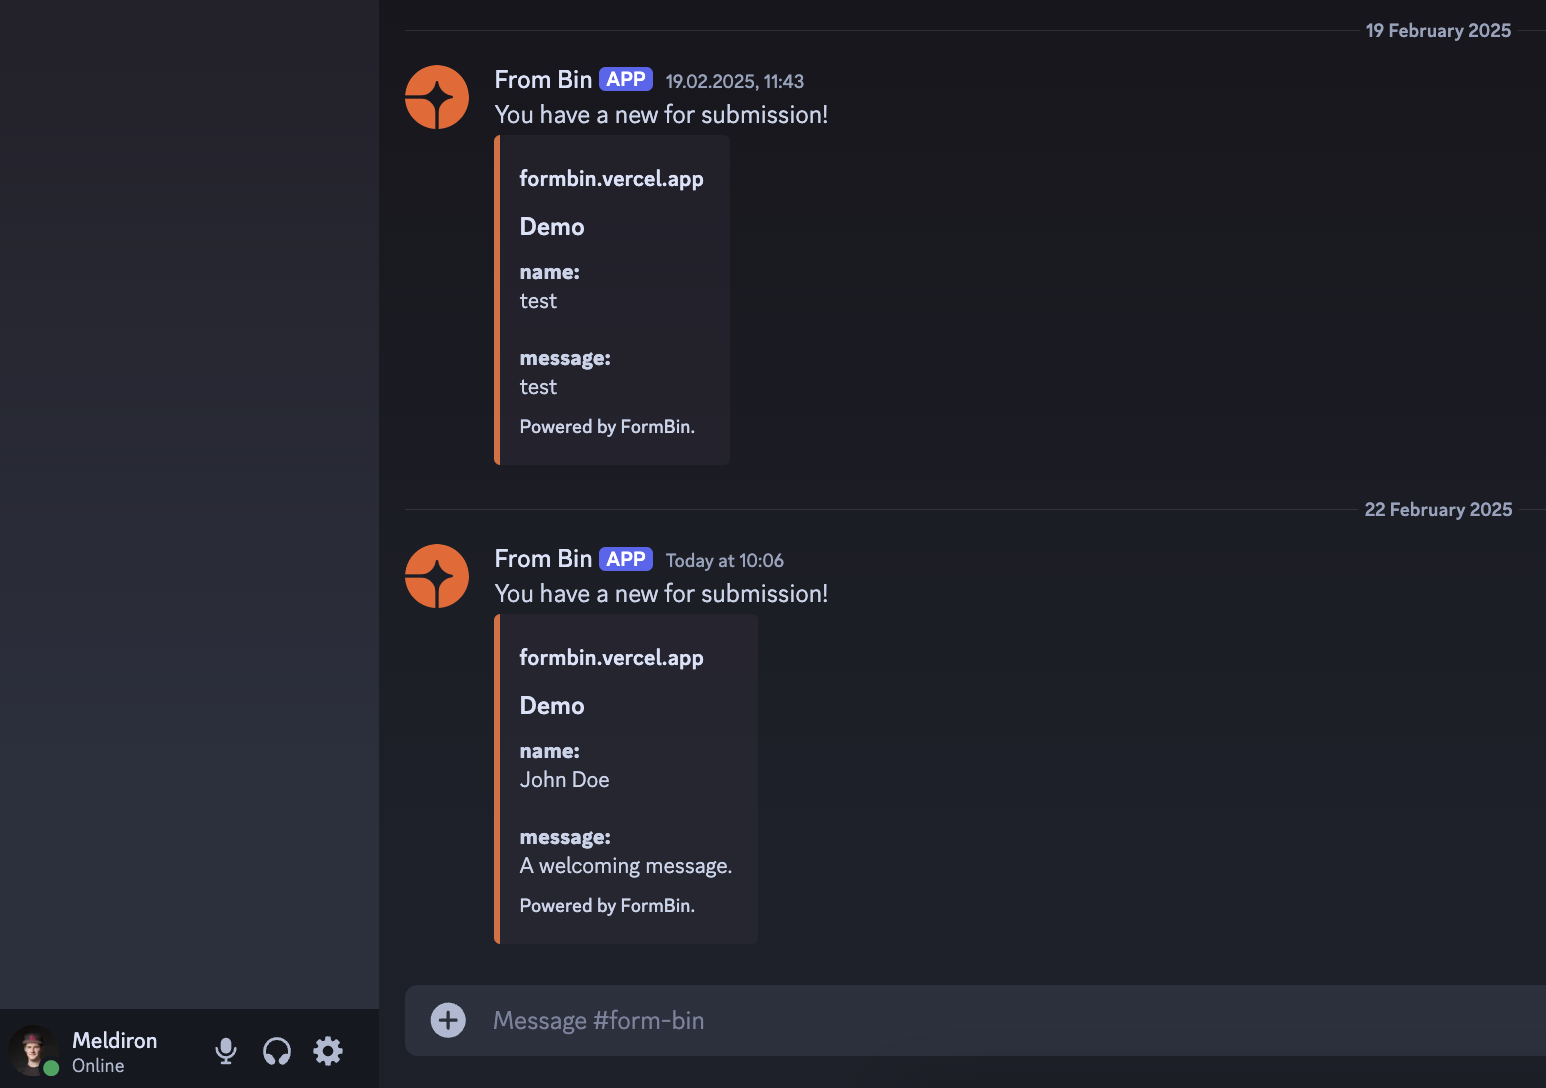 19 February 2025
From Bin APP 19.02.2025, 11:43
You have a new for submission!
formbin.vercel.app
Demo
name:
test
message:
test
Powered by FormBin.
22 February 2025
From Bin APP Today at 10:06
You have a new for submission!
formbin.vercel.app
Demo
name:
John Doe
message:
A welcoming message.
Powered by FormBin.
Message #form-bin
Meldiron
Online